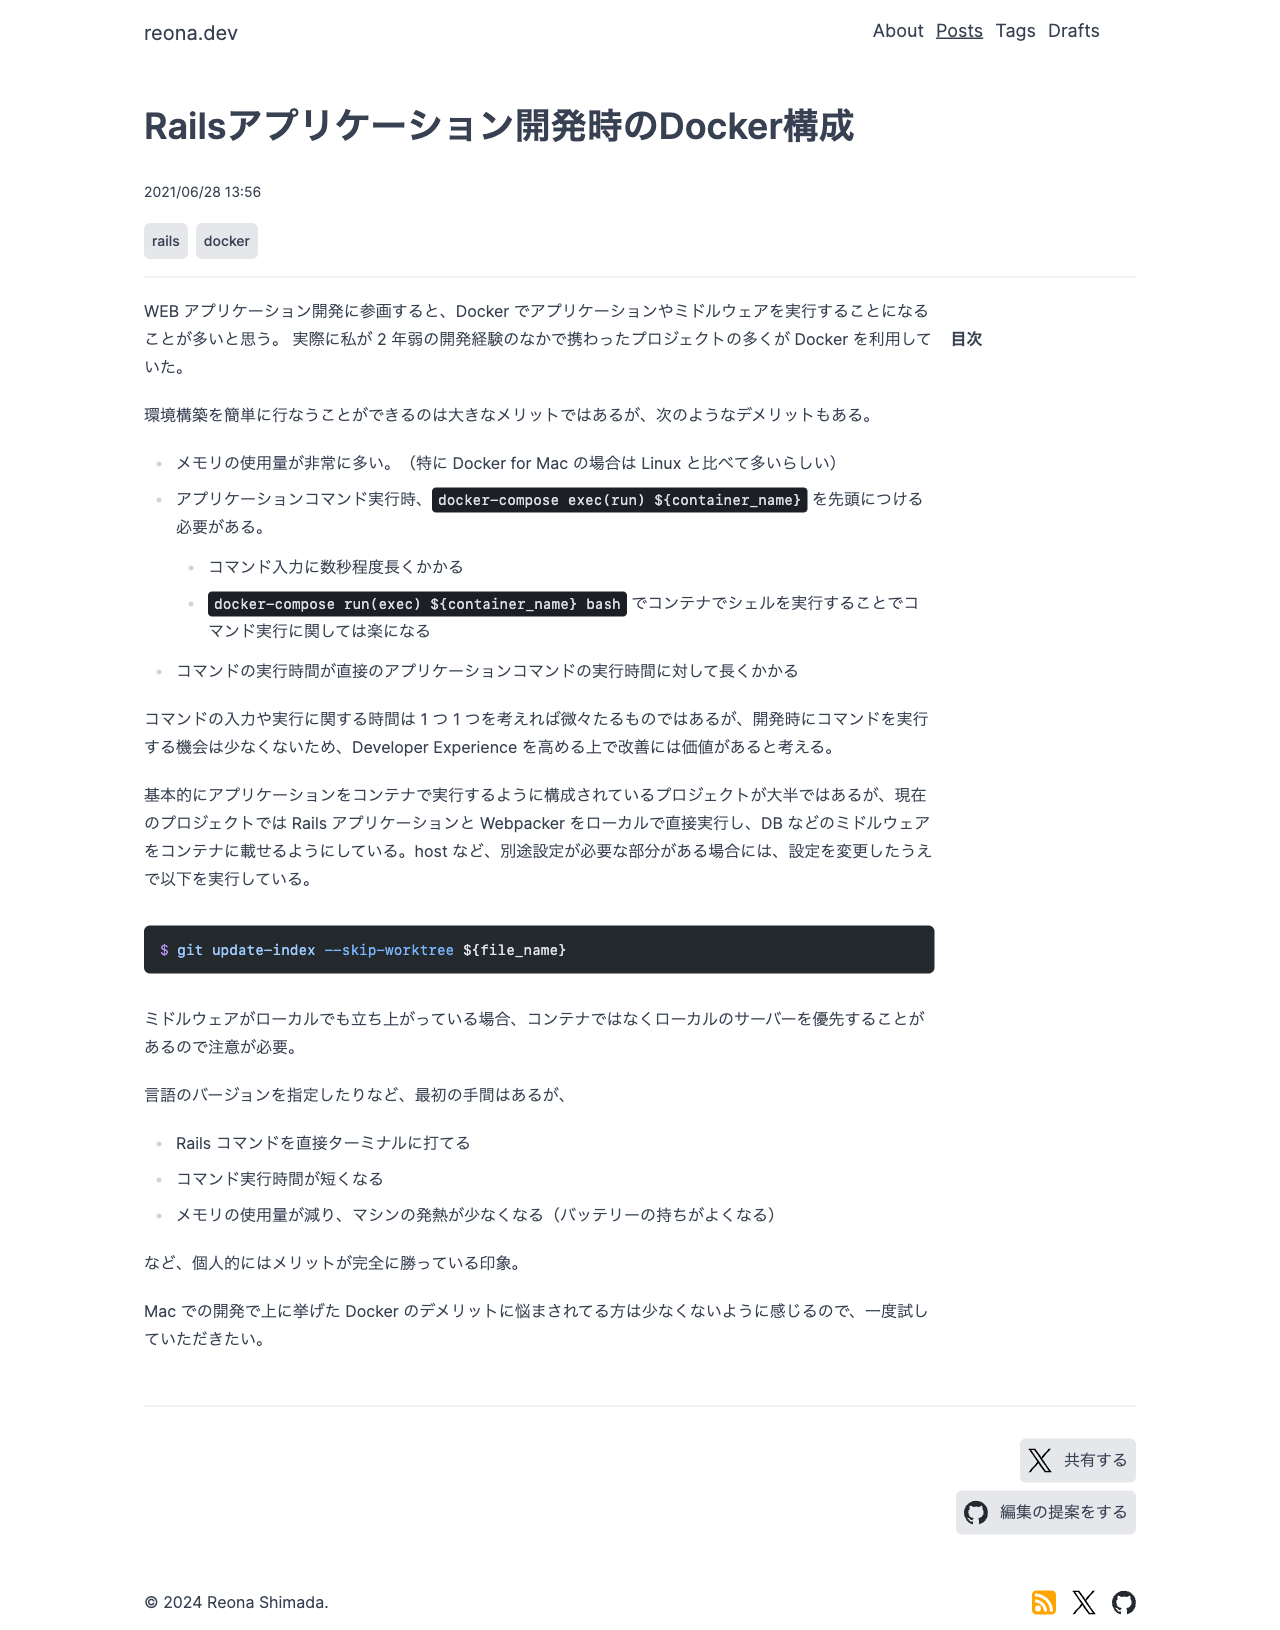 reona.dev
About Posts Tags Drafts
Railsアプリケーション開発時のDocker構成
2021/06/28 13:56
rails docker
WEB アプリケーション開発に参画すると、Docker でアプリケーションやミドルウェアを実行することになる
ことが多いと思う。 実際に私が 2 年弱の開発経験のなかで携わったプロジェクトの多くが Docker を利用して
いた。
目次
環境構築を簡単に行なうことができるのは大きなメリットではあるが、次のようなデメリットもある。
メモリの使用量が非常に多い。（特に Docker for Mac の場合は Linux と比べて多いらしい）
アプリケーションコマンド実行時、docker-compose exec(run) ${container_name} を先頭につける
必要がある。
コマンド入力に数秒程度長くかかる
docker-compose run(exec) ${container_name} bash でコンテナでシェルを実行することでコ
マンド実行に関しては楽になる
コマンドの実行時間が直接のアプリケーションコマンドの実行時間に対して長くかかる
コマンドの入力や実行に関する時間は 1 つ 1 つを考えれば微々たるものではあるが、開発時にコマンドを実行
する機会は少なくないため、Developer Experience を高める上で改善には価値があると考える。
基本的にアプリケーションをコンテナで実行するように構成されているプロジェクトが大半ではあるが、現在
のプロジェクトでは Rails アプリケーションと Webpacker をローカルで直接実行し、DB などのミドルウェア
をコンテナに載せるようにしている。host など、別途設定が必要な部分がある場合には、設定を変更したうえ
で以下を実行している。
$ git update-index --skip-worktree ${file_name}
ミドルウェアがローカルでも立ち上がっている場合、コンテナではなくローカルのサーバーを優先することが
あるので注意が必要。
言語のバージョンを指定したりなど、最初の手間はあるが、
Rails コマンドを直接ターミナルに打てる
コマンド実行時間が短くなる
メモリの使用量が減り、マシンの発熱が少なくなる（バッテリーの持ちがよくなる）
など、個人的にはメリットが完全に勝っている印象。
Mac での開発で上に挙げた Docker のデメリットに悩まされてる方は少なくないように感じるので、一度試し
ていただきたい。
共有する
編集の提案をする
© 2024 Reona Shimada.